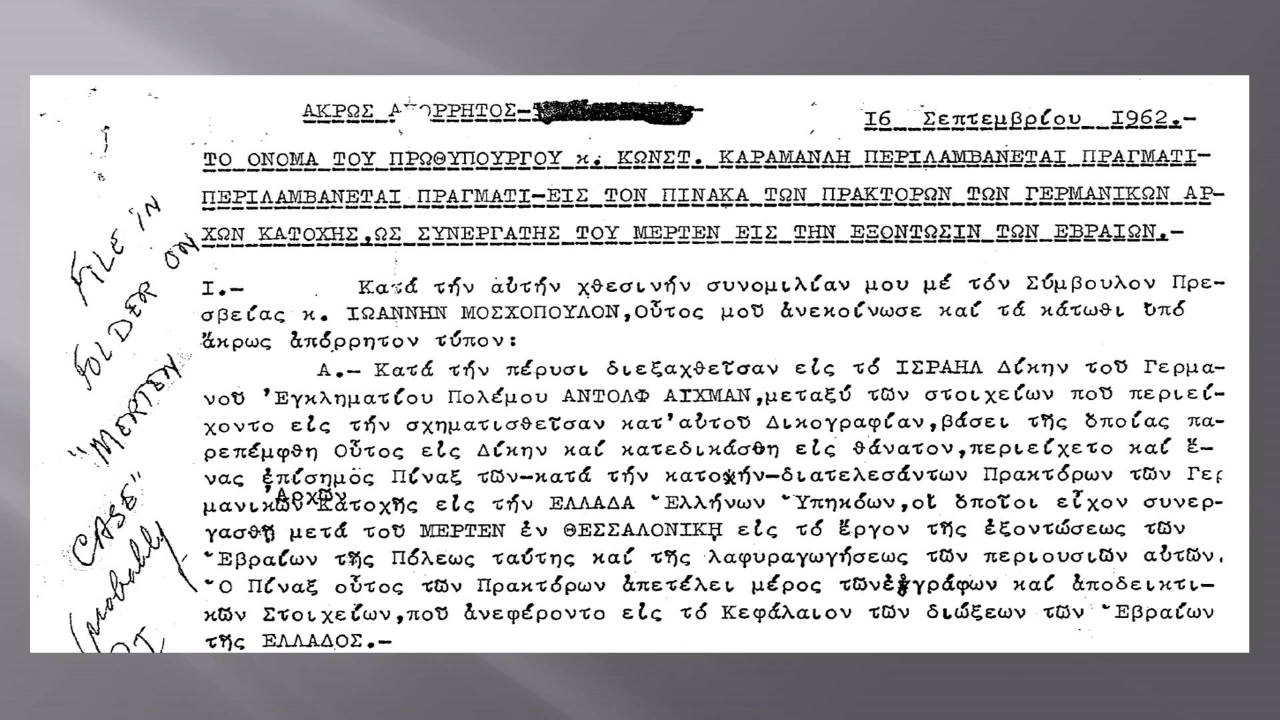 ΑΚΡΩΣ ΑΠΟΡΡΗΤΟΣ-
16 Σεπτεμβρίου 1962.-
ΤΟ ΟΝΟΜΑ ΤΟΥ ΠΡΩΘΥΠΟΥΡΓΟΥ κ. ΚΩΝΣΤ. ΚΑΡΑΜΑΝΛΗ ΠΕΡΙΛΑΜΒΑΝΕΤΑΙ ΠΡΑΓΜΑΤΙ-
ΠΕΡΙΛΑΜΒΑΝΕΤΑΙ ΠΡΑΓΜΑΤΙ-ΕΙΣ ΤΟΝ ΠΙΝΑΚΑ ΤΩΝ ΠΡΑΚΤΟΡΩΝ ΤΩΝ ΓΕΡΜΑΝΙΚΩΝ ΑΡ-
ΧΩΝ ΚΑΤΟΧΗΣ,ΩΣ ΣΥΝΕΡΓΑΤΗΣ ΤΟΥ ΜΕΡΤΕΝ ΕΙΣ ΤΗΝ ΕΞΟΝΤΩΣΙΝ ΤΩΝ ΕΒΡΑΙΩΝ.-
Ι.- Κατά τήν αὐτήν χθεσινήν συνομιλίαν μου μέ τόν Σύμβουλον Πρε-
σβείας κ. ΙΩΑΝΝΗΝ ΜΟΣΧΟΠΟΥΛΟΝ,Οὗτος μοῦ ἀνεκοίνωσε καί τά κάτωθι ὑπό
ἄκρως ἀπόρρητον τύπον:
Α.- Κατά τήν πέρυσι διεξαχθεῖσαν εἰς τό ΙΣΡΑΗΛ Δίκην τοῦ Γερμα-
νοῦ Ἐγκληματίου Πολέμου ΑΝΤΟΛΦ ΑΙΧΜΑΝ,μεταξύ τῶν στοιχείων πού περιεί-
χοντο εἰς τήν σχηματισθεῖσαν κατ'αὐτοῦ Δικογραφίαν,βάσει τῆς ὁποίας πα-
ρεπέμφθη Οὗτος εἰς Δίκην καί κατεδικάσθη εἰς θάνατον,περιείχετο καί ἕ-
νας ἐπίσημος Πίναξ τῶν-κατά τήν κατοχήν-διατελεσάντων Πρακτόρων τῶν Γερ
μανικῶν Ἀρχῶν Κατοχῆς εἰς τήν ΕΛΛΑΔΑ Ἑλλήνων Ὑπηκόων,οἱ ὁποῖοι εἶχον συνερ-
γασθῆ μετά τοῦ ΜΕΡΤΕΝ ἐν ΘΕΣΣΑΛΟΝΙΚΗ εἰς τό ἔργον τῆς ἐξοντώσεως τῶν
Ἑβραίων τῆς Πόλεως ταύτης καί τῆς λαφυραγωγήσεως τῶν περιουσιῶν αὐτῶν.
Ὁ Πίναξ οὗτος τῶν Πρακτόρων ἀπετέλει μέρος τῶν ἐγγράφων καί ἀποδεικτι-
κῶν Στοιχείων,πού ἀνεφέροντο εἰς τό Κεφάλαιον τῶν διώξεων τῶν Ἑβραίων
τῆς ΕΛΛΑΔΟΣ.-
FILE IN
FOLDER ON
"MERTEN
CASE"
(probably